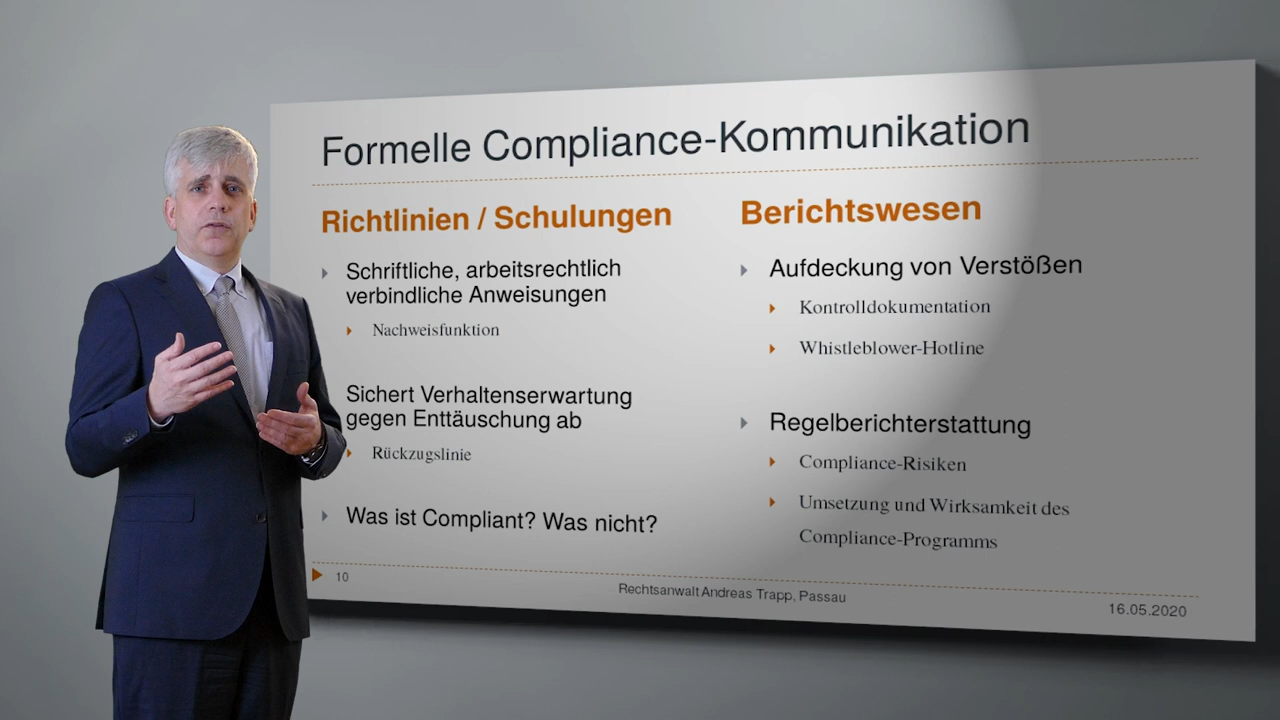 Formelle Compliance-Kommunikation
Richtlinien / Schulungen
Schriftliche, arbeitsrechtlich
verbindliche Anweisungen
Nachweisfunktion
Sichert Verhaltenserwartung
gegen Enttäuschung ab
Rückzugslinie
Was ist Compliant? Was nicht?
Berichtswesen
Aufdeckung von Verstößen
Kontrolldokumentation
Whistleblower-Hotline
Regelberichterstattung
Compliance-Risiken
Umsetzung und Wirksamkeit des
Compliance-Programms
10
Rechtsanwalt Andreas Trapp, Passau
16.05.2020